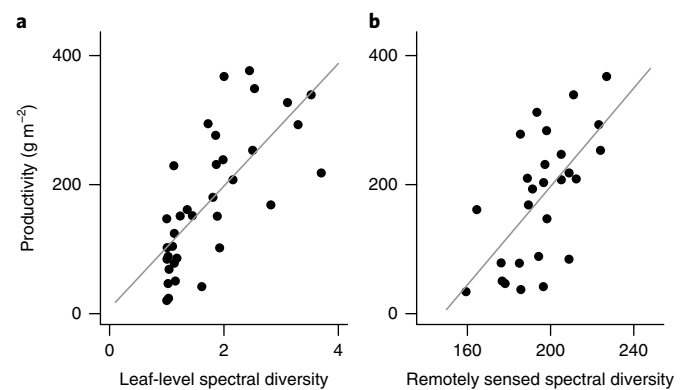 a
b
Productivity (g m⁻²)
400
200
0
0 2 4
Leaf-level spectral diversity
400
200
0
160 200 240
Remotely sensed spectral diversity